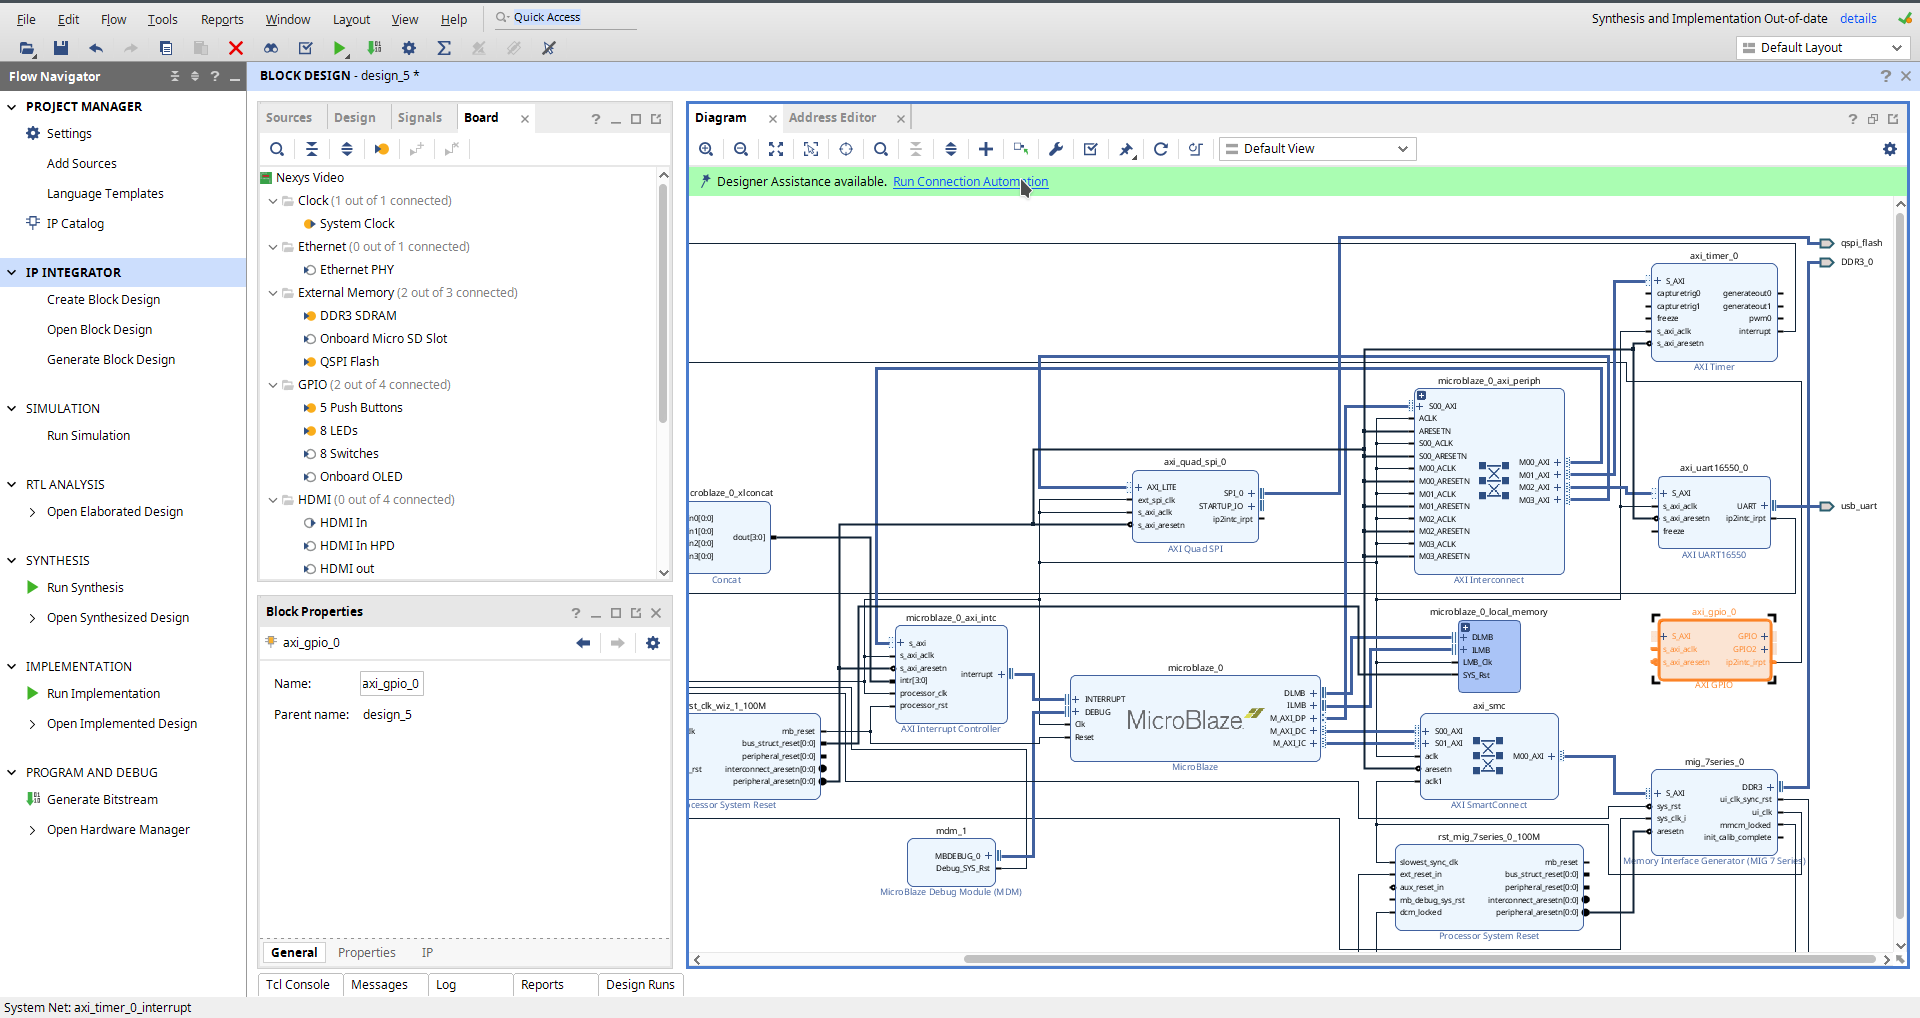 File Edit Flow Tools Reports Window Layout View Help Quick Access
Synthesis and Implementation Out-of-date details
Default Layout
Flow Navigator
PROJECT MANAGER
Settings
Add Sources
Language Templates
IP Catalog
IP INTEGRATOR
Create Block Design
Open Block Design
Generate Block Design
SIMULATION
Run Simulation
RTL ANALYSIS
Open Elaborated Design
SYNTHESIS
Run Synthesis
Open Synthesized Design
IMPLEMENTATION
Run Implementation
Open Implemented Design
PROGRAM AND DEBUG
Generate Bitstream
Open Hardware Manager
BLOCK DESIGN - design_5 *
Sources Design Signals Board
Nexys Video
Clock (1 out of 1 connected)
System Clock
Ethernet (0 out of 1 connected)
Ethernet PHY
External Memory (2 out of 3 connected)
DDR3 SDRAM
Onboard Micro SD Slot
QSPI Flash
GPIO (2 out of 4 connected)
5 Push Buttons
8 LEDs
8 Switches
Onboard OLED
HDMI (0 out of 4 connected)
HDMI In
HDMI In HPD
HDMI out
Block Properties
axi_gpio_0
Name: axi_gpio_0
Parent name: design_5
General Properties IP
Diagram Address Editor
Default View
Designer Assistance available. Run Connection Automation
qspi_flash
DDR3_0
usb_uart
axi_timer_0
S_AXI
capturetrig0 generateout0
capturetrig1 generateout1
freeze pwm0
s_axi_aclk interrupt
s_axi_aresetn
AXI Timer
microblaze_0_axi_periph
S00_AXI
ACLK
ARESETN
S00_ACLK
S00_ARESETN
M00_ACLK
M00_ARESETN
M01_ACLK
M01_ARESETN
M02_ACLK
M02_ARESETN
M03_ACLK
M03_ARESETN
M00_AXI
M01_AXI
M02_AXI
M03_AXI
AXI Interconnect
axi_quad_spi_0
AXI_LITE SPI_0
ext_spi_clk STARTUP_IO
s_axi_aclk ip2intc_irpt
s_axi_aresetn
AXI Quad SPI
axi_uart16550_0
S_AXI
s_axi_aclk UART
s_axi_aresetn ip2intc_irpt
freeze
AXI UART16550
croblaze_0_xlconcat
n0[0:0]
n1[0:0]
n2[0:0]
n3[0:0]
dout[3:0]
Concat
microblaze_0_axi_intc
s_axi
s_axi_aclk
s_axi_aresetn
intr[3:0]
processor_clk
processor_rst
interrupt
AXI Interrupt Controller
microblaze_0_local_memory
DLMB
ILMB
LMB_Clk
SYS_Rst
axi_gpio_0
S_AXI GPIO
s_axi_aclk GPIO2
s_axi_aresetn ip2intc_irpt
AXI GPIO
microblaze_0
INTERRUPT
DEBUG
Clk
Reset
MicroBlaze
DLMB
ILMB
M_AXI_DP
M_AXI_DC
M_AXI_IC
MicroBlaze
st_clk_wiz_1_100M
lk mb_reset
bus_struct_reset[0:0]
peripheral_reset[0:0]
_rst interconnect_aresetn[0:0]
peripheral_aresetn[0:0]
cessor System Reset
axi_smc
S00_AXI
S01_AXI
aclk
aresetn
aclk1
M00_AXI
AXI SmartConnect
mig_7series_0
S_AXI
sys_rst
sys_clk_i
aresetn
DDR3
ui_clk_sync_rst
ui_clk
mmcm_locked
init_calib_complete
Memory Interface Generator (MIG 7 Series)
mdm_1
MBDEBUG_0
Debug_SYS_Rst
MicroBlaze Debug Module (MDM)
rst_mig_7series_0_100M
slowest_sync_clk mb_reset
ext_reset_in bus_struct_reset[0:0]
aux_reset_in peripheral_reset[0:0]
mb_debug_sys_rst interconnect_aresetn[0:0]
dcm_locked peripheral_aresetn[0:0]
Processor System Reset
Tcl Console Messages Log Reports Design Runs
System Net: axi_timer_0_interrupt